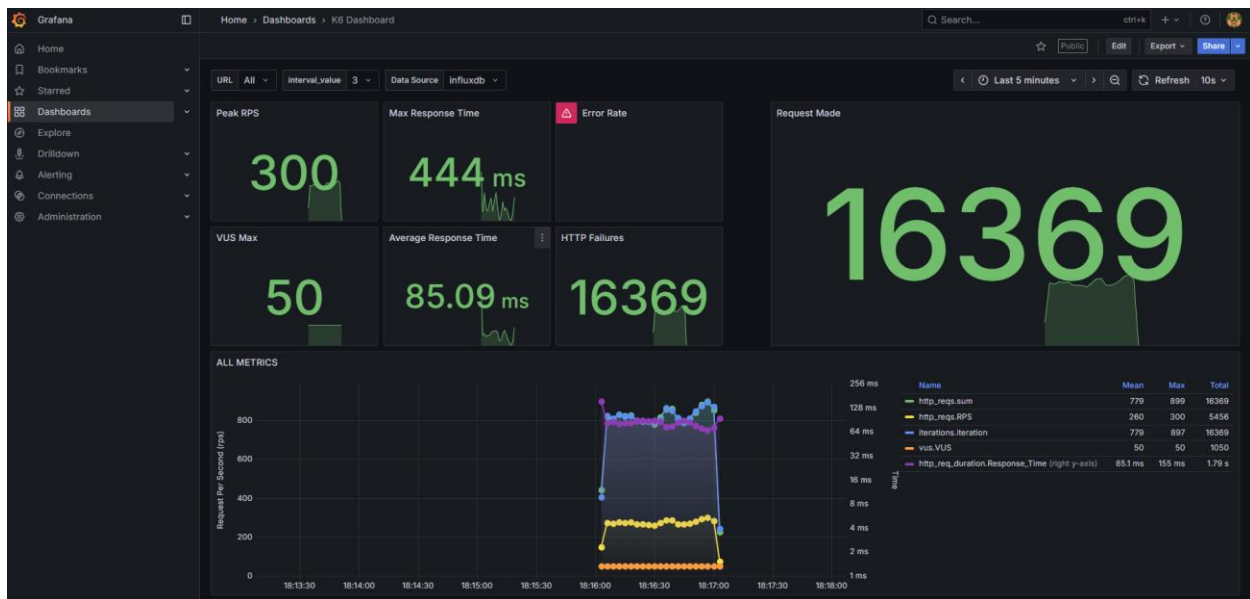 Grafana
Home › Dashboards › K6 Dashboard
Search...
ctrl+k
Home
Bookmarks
Starred
Dashboards
Explore
Drilldown
Alerting
Connections
Administration
Public
Edit
Export
Share
URL All
interval_value 3
Data Source influxdb
Last 5 minutes
Refresh 10s
Peak RPS
300
Max Response Time
444 ms
Error Rate
Request Made
16369
VUS Max
50
Average Response Time
85.09 ms
HTTP Failures
16369
ALL METRICS
Request Per Second (rps)
800
600
400
200
0
18:13:30 18:14:00 18:14:30 18:15:00 18:15:30 18:16:00 18:16:30 18:17:00 18:17:30 18:18:00
256 ms
128 ms
64 ms
32 ms
16 ms
8 ms
4 ms
2 ms
1 ms
Time
Name Mean Max Total
http_reqs.sum 779 899 16369
http_reqs.RPS 260 300 5456
iterations.iteration 779 897 16369
vus.VUS 50 50 1050
http_req_duration.Response_Time (right y-axis) 85.1 ms 155 ms 1.79 s